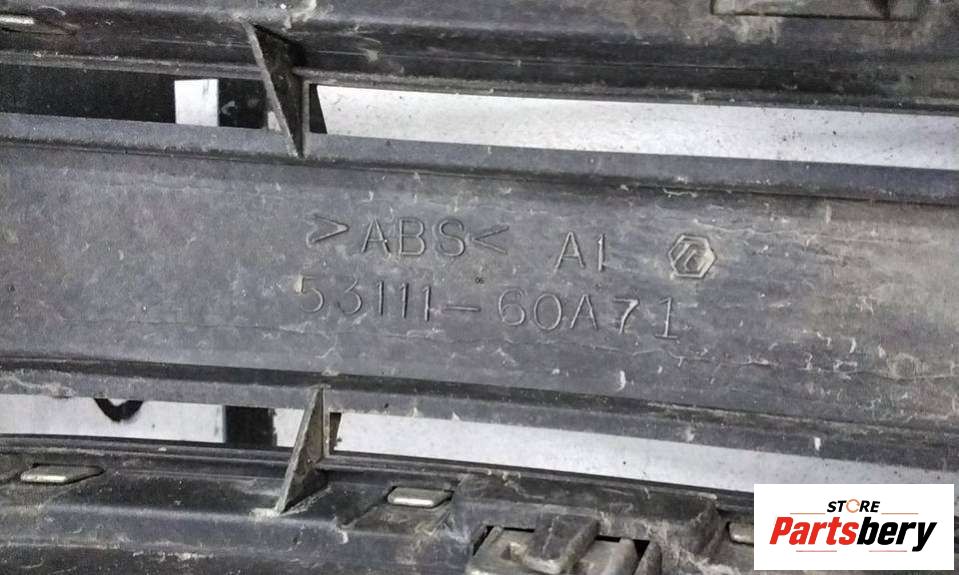 >ABS< A1
53111-60A71
STORE
Partsbery